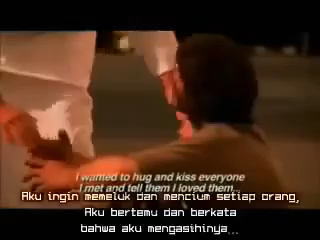 I wanted to hug and kiss everyone
I met and tell them I loved them..
Aku ingin memeluk dan mencium setiap orang,
Aku bertemu dan berkata
bahwa aku mengasihinya...